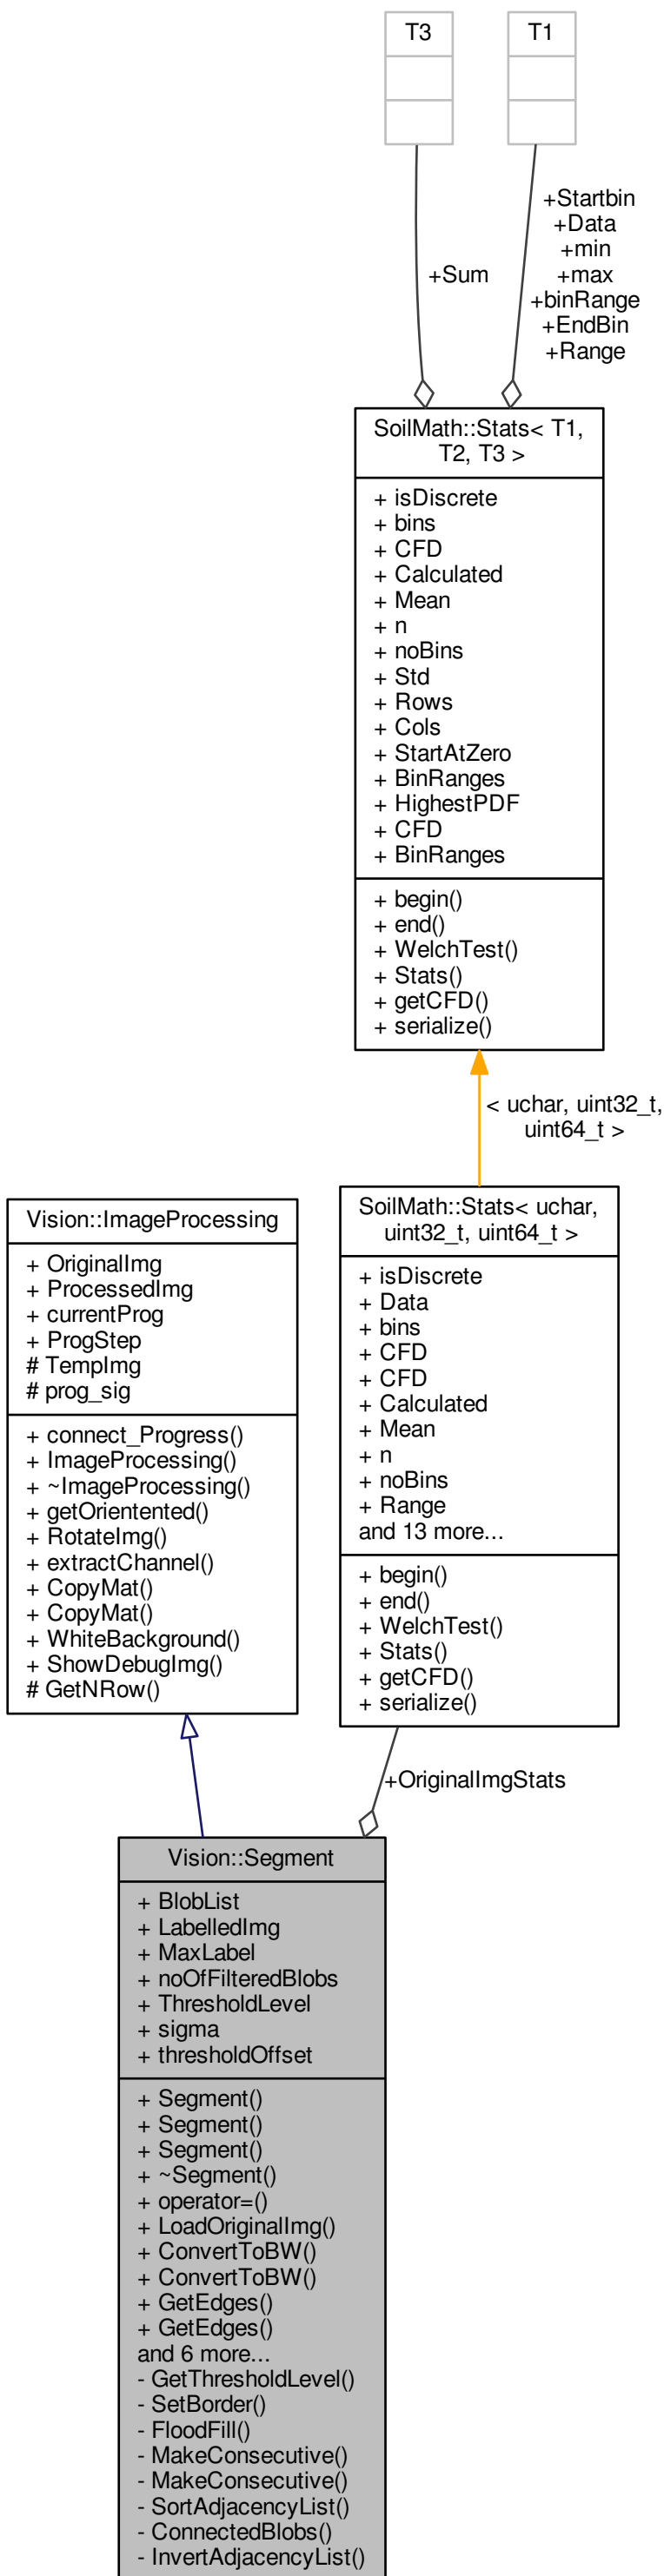 T3
T1
+Startbin
+Data
+min
+max
+binRange
+EndBin
+Range
+Sum
SoilMath::Stats< T1,
T2, T3 >
+ isDiscrete
+ bins
+ CFD
+ Calculated
+ Mean
+ n
+ noBins
+ Std
+ Rows
+ Cols
+ StartAtZero
+ BinRanges
+ HighestPDF
+ CFD
+ BinRanges
+ begin()
+ end()
+ WelchTest()
+ Stats()
+ getCFD()
+ serialize()
< uchar, uint32_t,
uint64_t >
Vision::ImageProcessing
+ OriginalImg
+ ProcessedImg
+ currentProg
+ ProgStep
# TempImg
# prog_sig
+ connect_Progress()
+ ImageProcessing()
+ ~ImageProcessing()
+ getOrientented()
+ RotateImg()
+ extractChannel()
+ CopyMat()
+ CopyMat()
+ WhiteBackground()
+ ShowDebugImg()
# GetNRow()
SoilMath::Stats< uchar,
uint32_t, uint64_t >
+ isDiscrete
+ Data
+ bins
+ CFD
+ CFD
+ Calculated
+ Mean
+ n
+ noBins
+ Range
and 13 more...
+ begin()
+ end()
+ WelchTest()
+ Stats()
+ getCFD()
+ serialize()
+OriginalImgStats
Vision::Segment
+ BlobList
+ LabelledImg
+ MaxLabel
+ noOfFilteredBlobs
+ ThresholdLevel
+ sigma
+ thresholdOffset
+ Segment()
+ Segment()
+ Segment()
+ ~Segment()
+ operator=()
+ LoadOriginalImg()
+ ConvertToBW()
+ ConvertToBW()
+ GetEdges()
+ GetEdges()
and 6 more...
- GetThresholdLevel()
- SetBorder()
- FloodFill()
- MakeConsecutive()
- MakeConsecutive()
- SortAdjacencyList()
- ConnectedBlobs()
- InvertAdjacencyList()